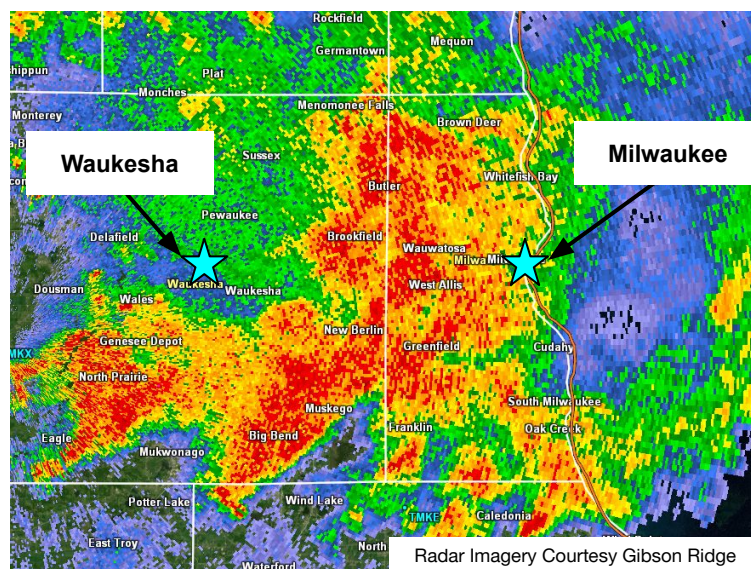 Rockfield
Mequon
Germantown
shippun
Plat
Monches
Menomonee Falls
Monterey
Brown Deer
Waukesha
Milwaukee
Sussex
Whitefish Bay
Butler
Pewaukee
Delafield
Brookfield
Wauwatosa
Milwa
Waukesha
Waukesha
Dousman
Wales
West Allis
New Berlin
Genesee Depot
Greenfield
Cudahy
MKX
North Prairie
Muskego
South Milwaukee
Franklin
Oak Creek
Eagle
Big Bend
Mukwonago
Potter Lake
Wind Lake
TMKE
Caledonia
East Troy
North
Waterford
Radar Imagery Courtesy Gibson Ridge